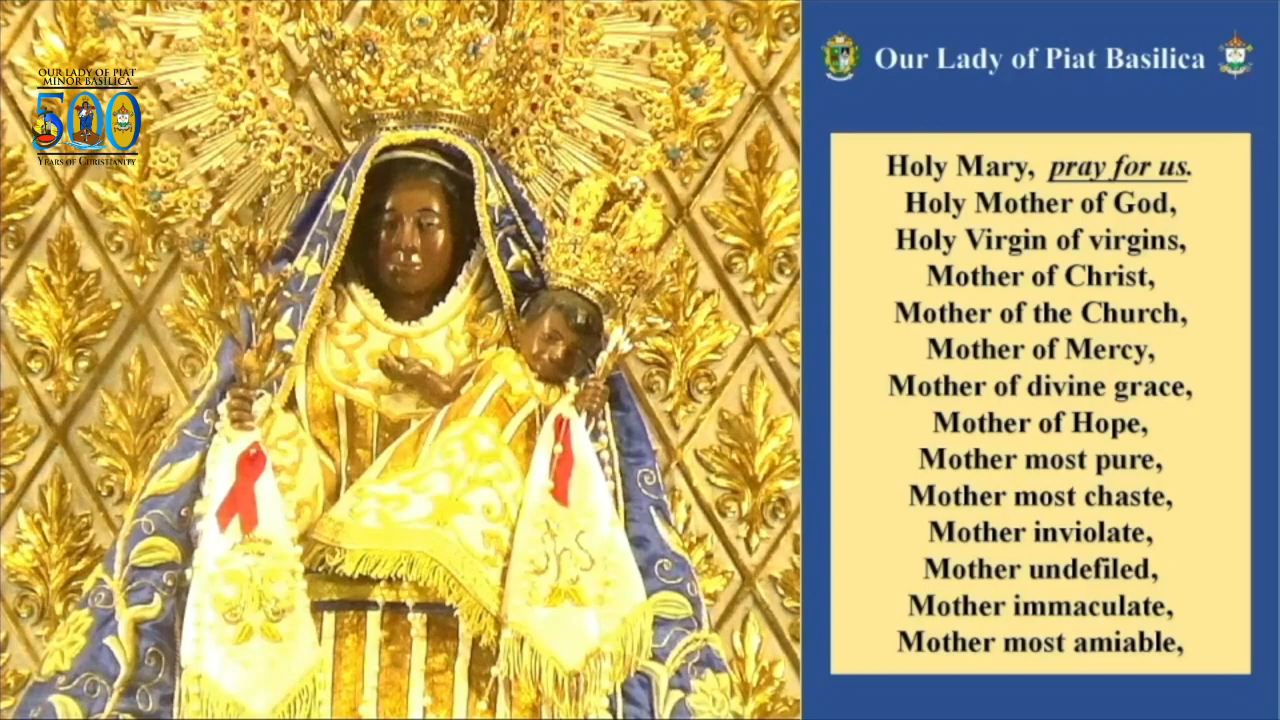 OUR LADY OF PIAT
MINOR BASILICA
500
YEARS OF CHRISTIANITY
Our Lady of Piat Basilica
Holy Mary, pray for us.
Holy Mother of God,
Holy Virgin of virgins,
Mother of Christ,
Mother of the Church,
Mother of Mercy,
Mother of divine grace,
Mother of Hope,
Mother most pure,
Mother most chaste,
Mother inviolate,
Mother undefiled,
Mother immaculate,
Mother most amiable,